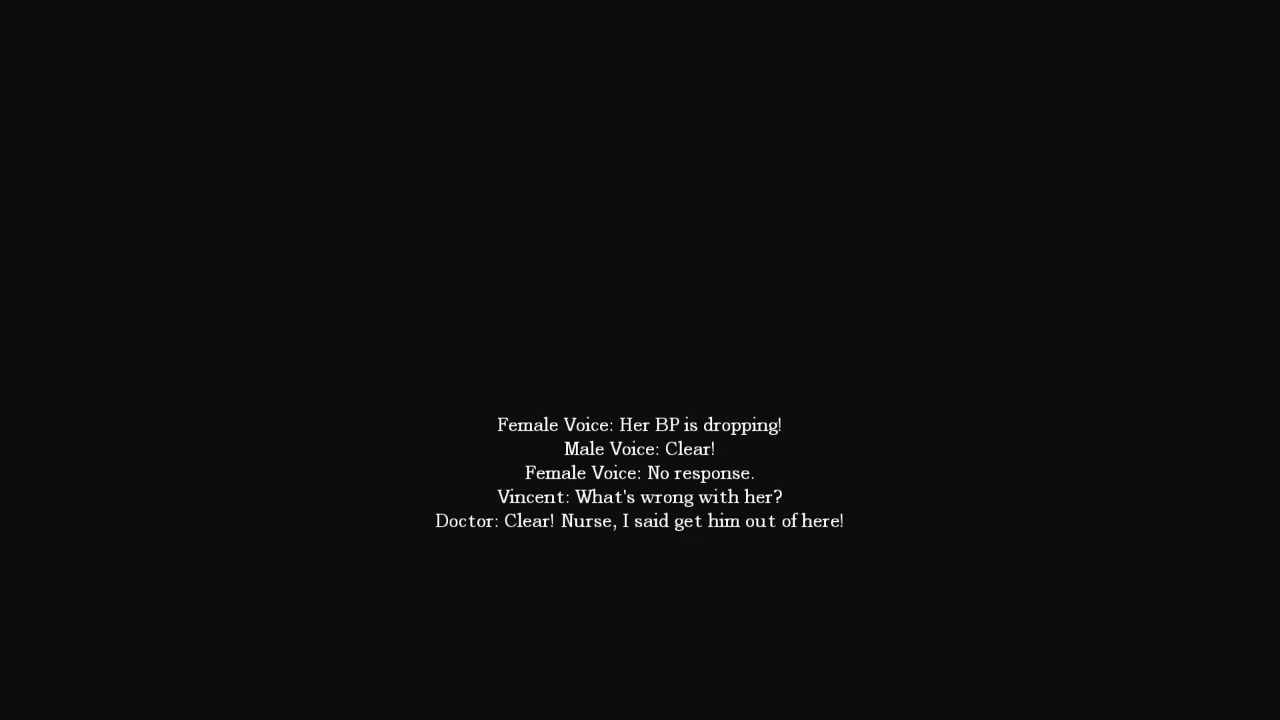 Female Voice: Her BP is dropping!
Male Voice: Clear!
Female Voice: No response.
Vincent: What's wrong with her?
Doctor: Clear! Nurse, I said get him out of here!